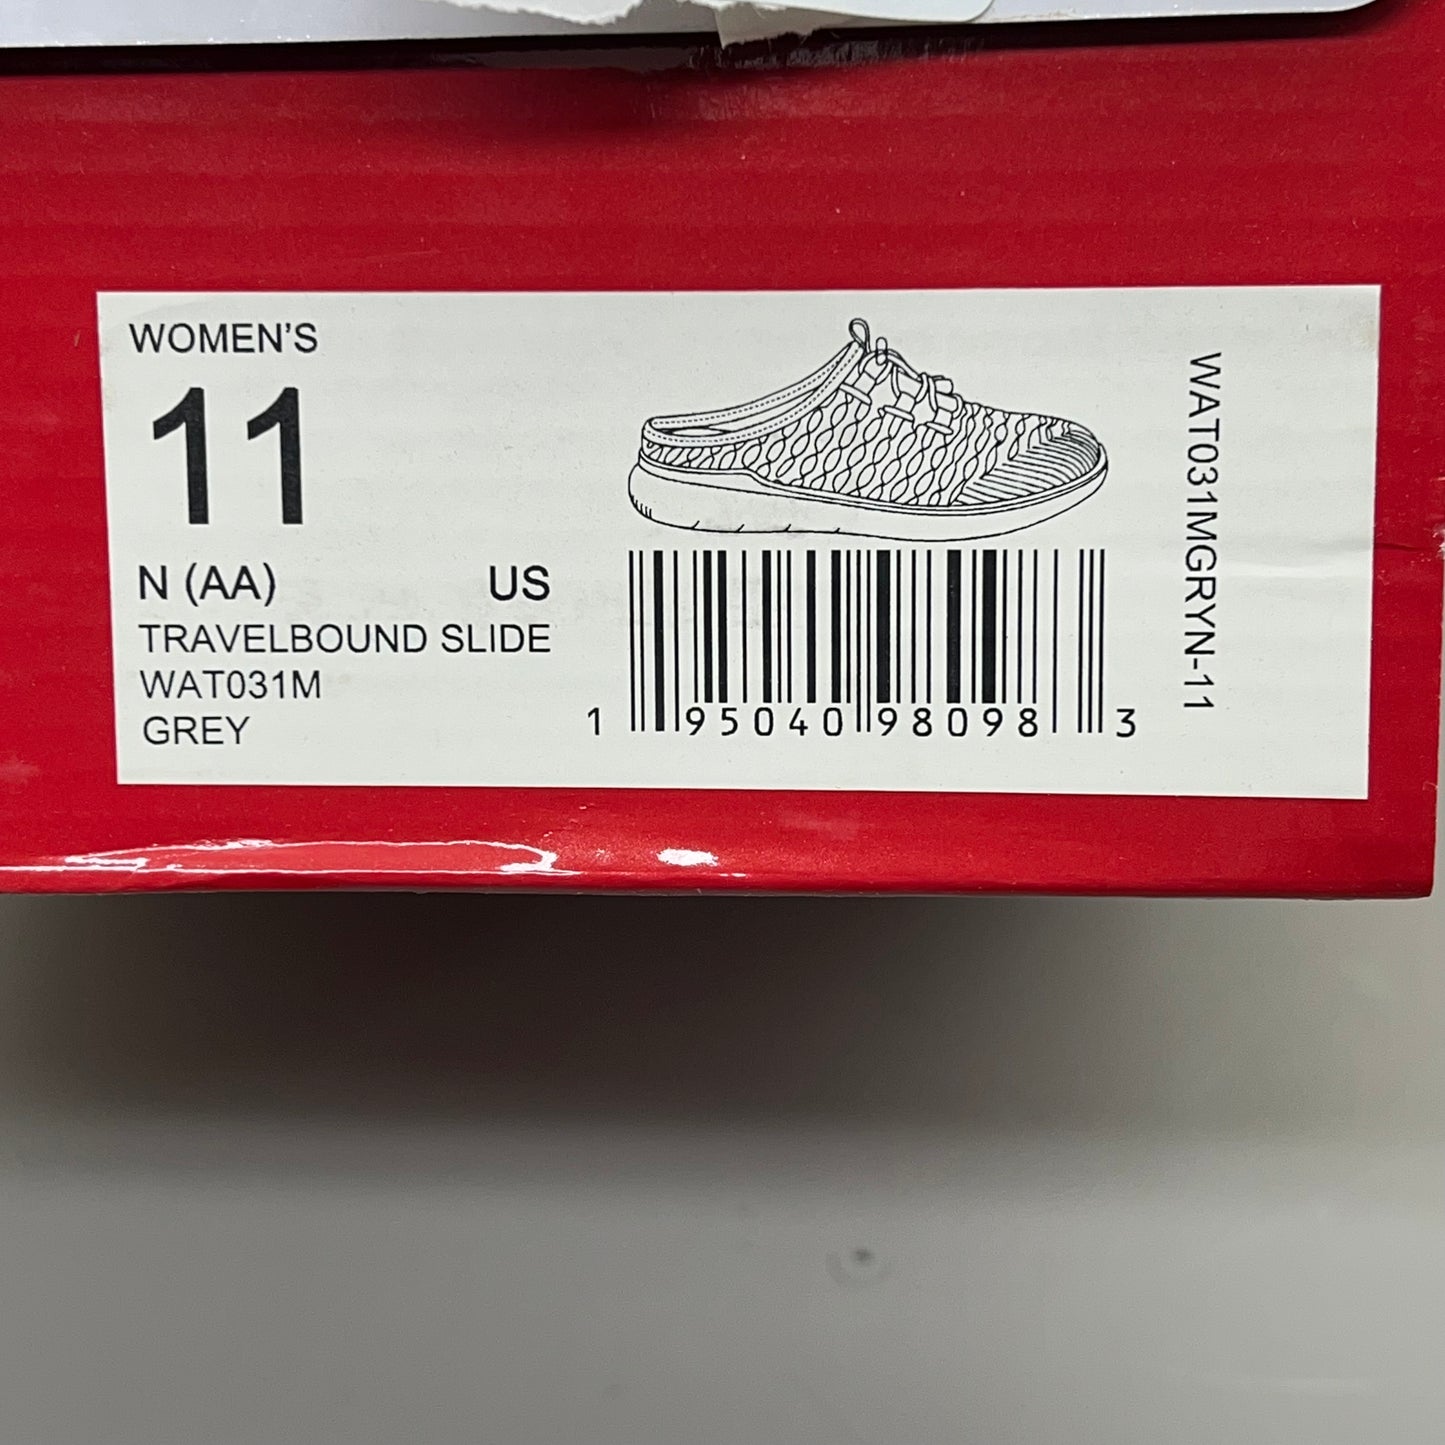 WOMEN'S
11
N (AA) US
TRAVELBOUND SLIDE
WAT031M
GREY
1 95040 98098 3
WAT031MGRYN-11